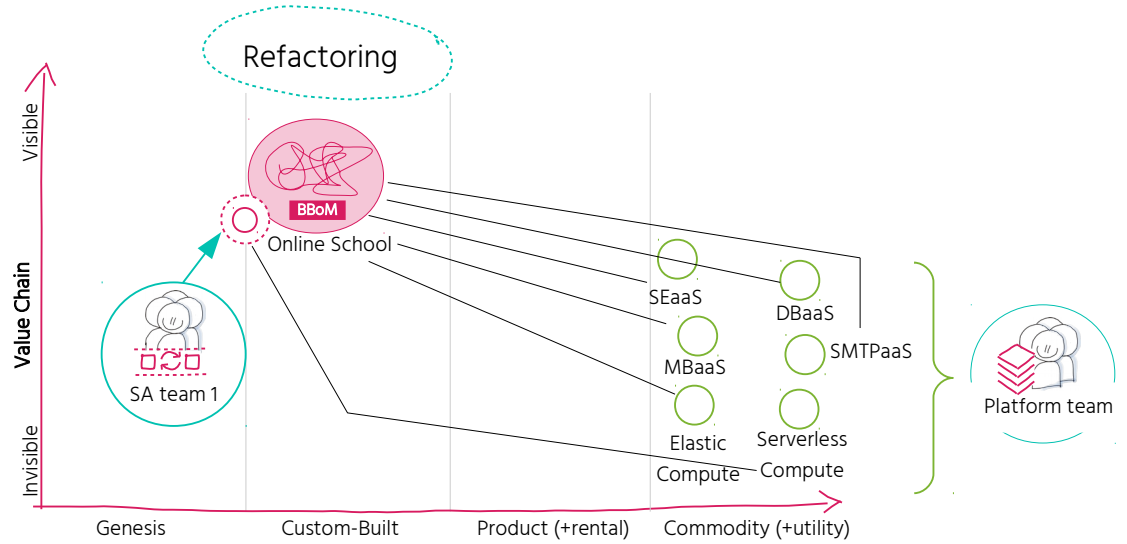 Refactoring
Visible
Value Chain
Invisible
BBoM
Online School
SA team 1
SEaaS
DBaaS
MBaaS
SMTPaaS
Elastic
Compute
Serverless
Compute
Platform team
Genesis
Custom-Built
Product (+rental)
Commodity (+utility)